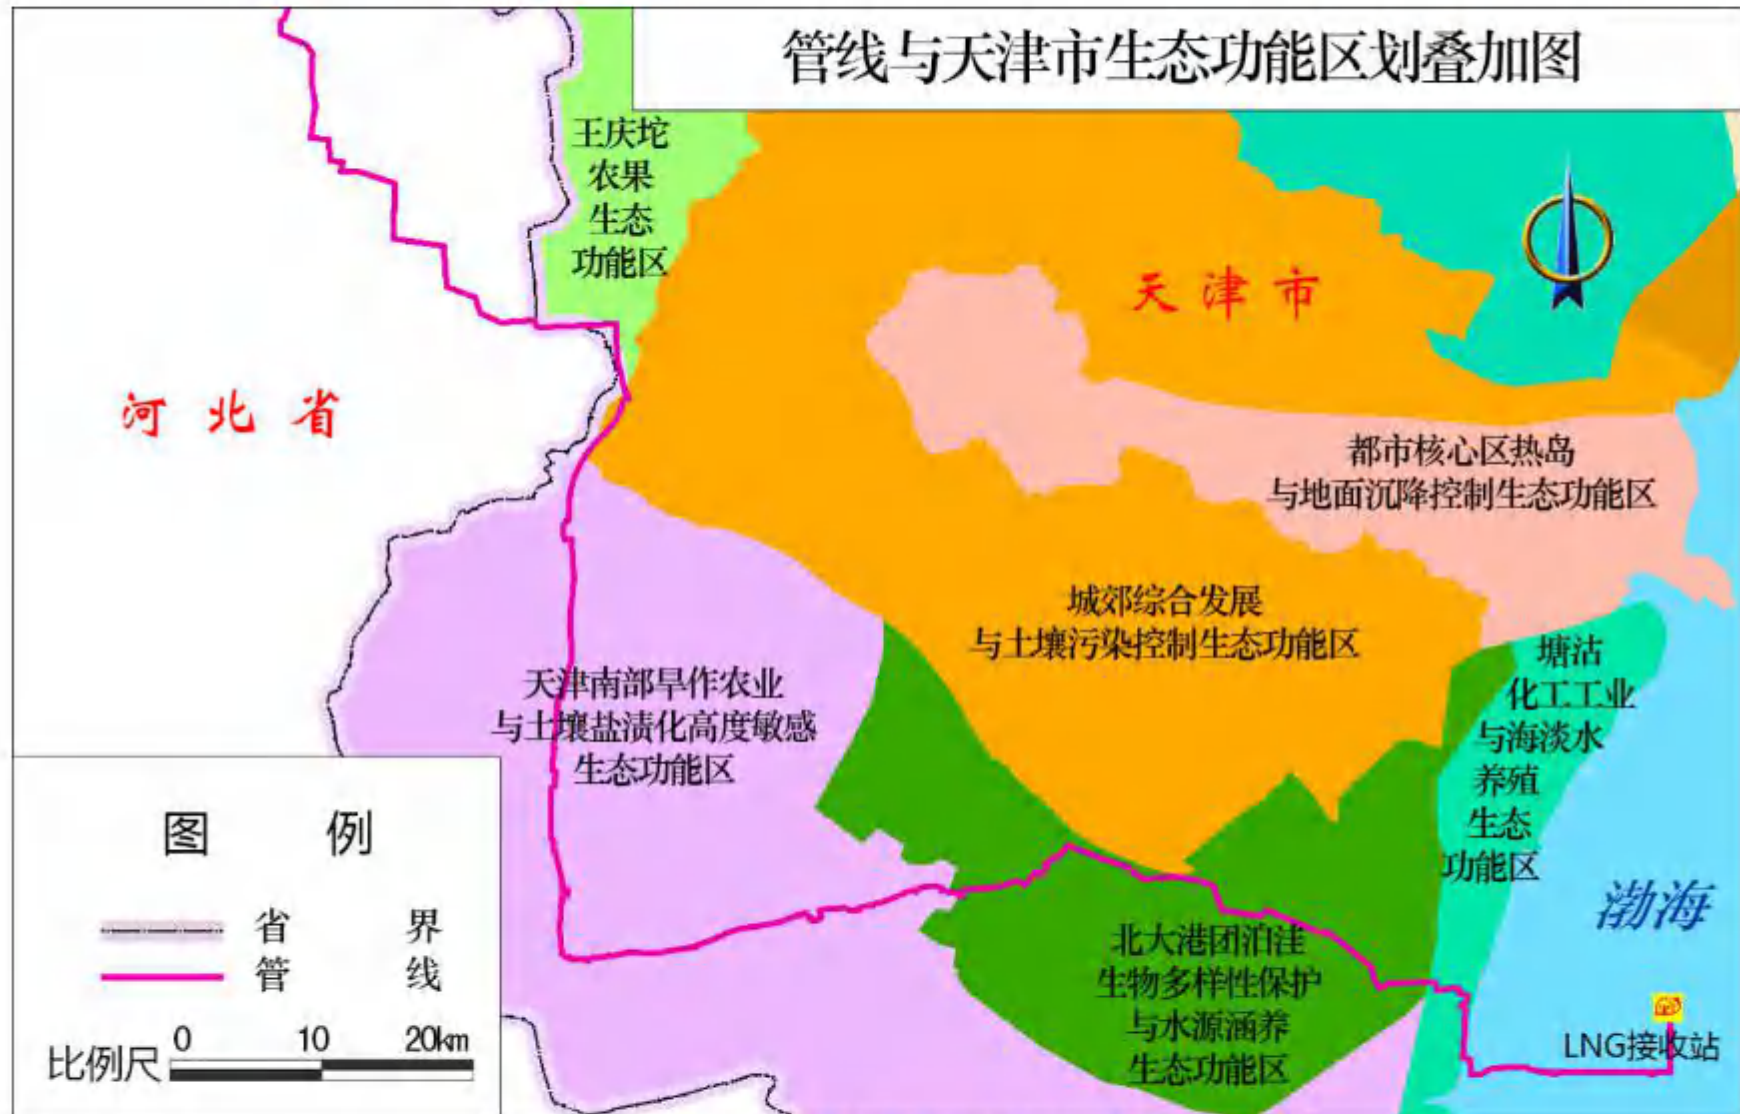 管线与天津市生态功能区划叠加图
王庆坨
农果
生态
功能区
天津市
河北省
都市核心区热岛
与地面沉降控制生态功能区
城郊综合发展
与土壤污染控制生态功能区
塘沽
化工工业
与海淡水
养殖
生态
功能区
天津南部旱作农业
与土壤盐渍化高度敏感
生态功能区
渤海
北大港团泊洼
生物多样性保护
与水源涵养
生态功能区
LNG接收站
图例
省界
管线
0 10 20km
比例尺